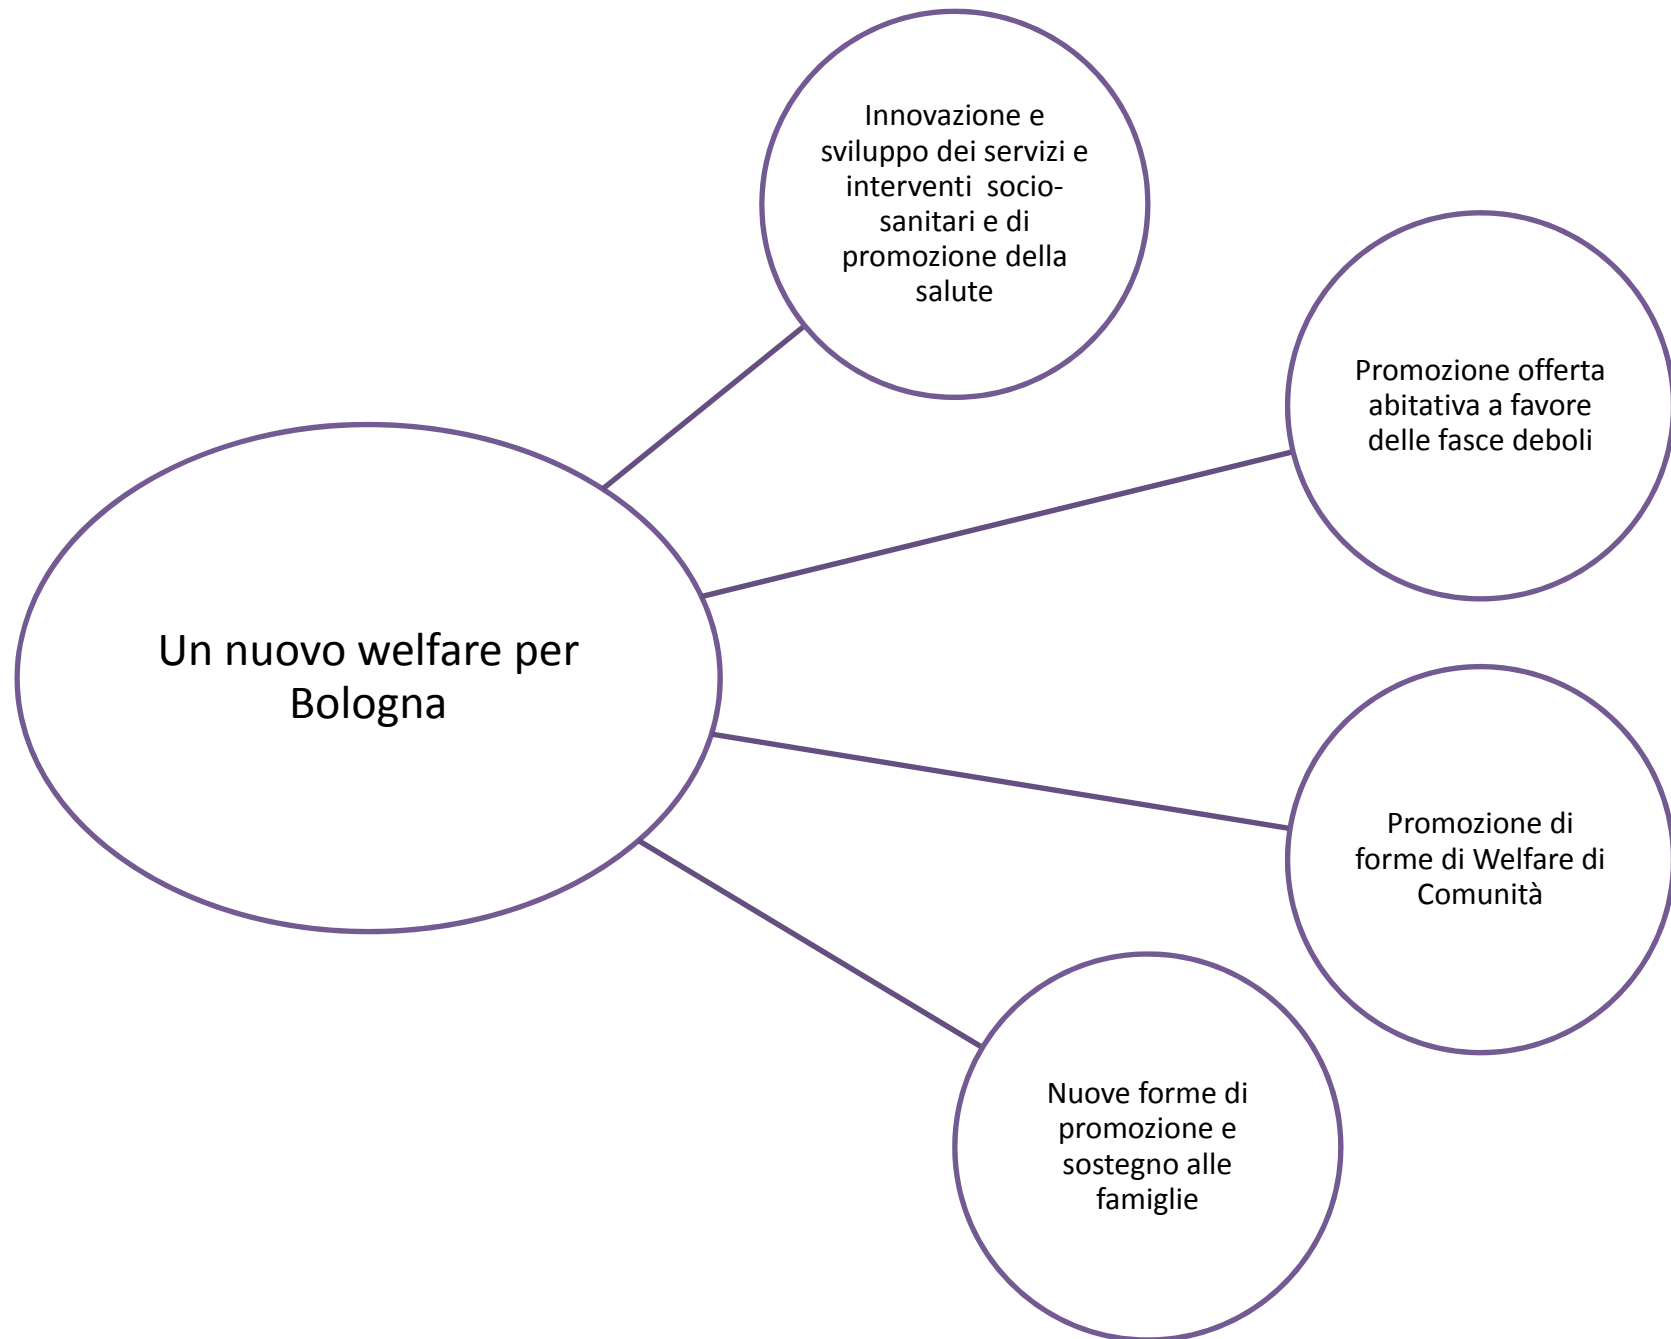 Innovazione e
sviluppo dei servizi e
interventi socio-
sanitari e di
promozione della
salute
Promozione offerta
abitativa a favore
delle fasce deboli
Un nuovo welfare per
Bologna
Promozione di
forme di Welfare di
Comunità
Nuove forme di
promozione e
sostegno alle
famiglie